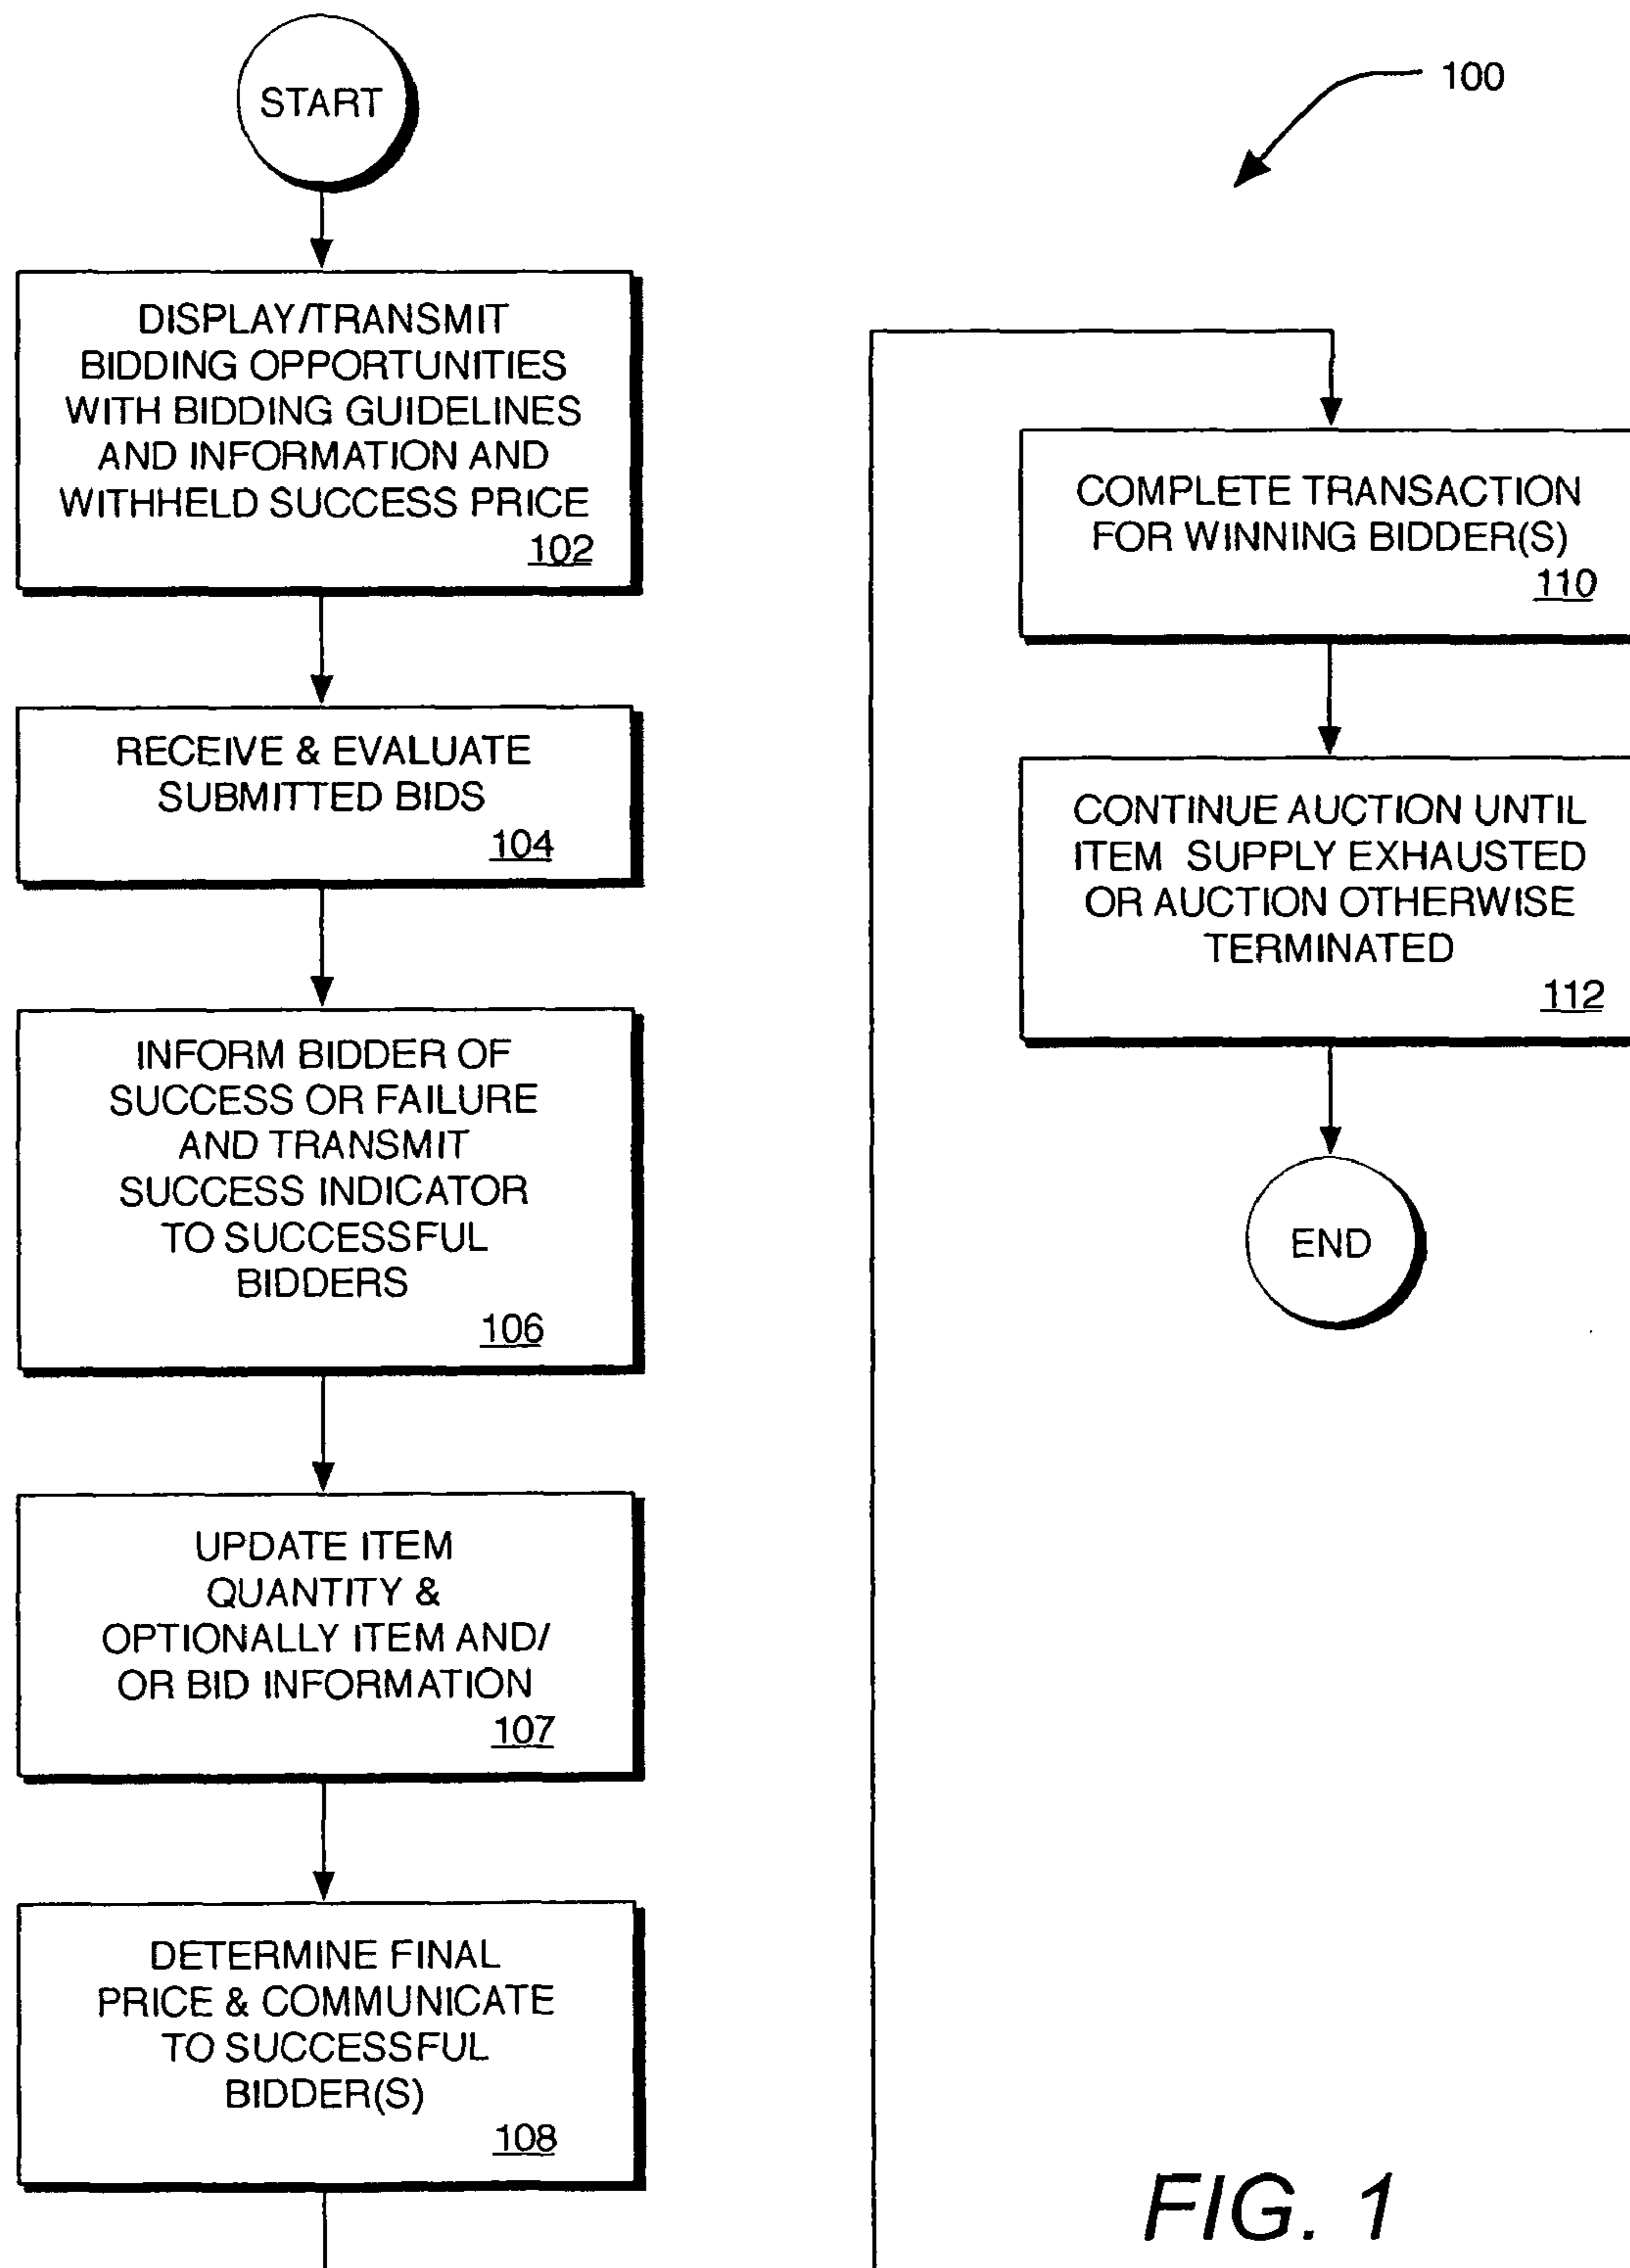 START
DISPLAY/TRANSMIT
BIDDING OPPORTUNITIES
WITH BIDDING GUIDELINES
AND INFORMATION AND
WITHHELD SUCCESS PRICE
102
RECEIVE & EVALUATE
SUBMITTED BIDS
104
INFORM BIDDER OF
SUCCESS OR FAILURE
AND TRANSMIT
SUCCESS INDICATOR
TO SUCCESSFUL
BIDDERS
106
UPDATE ITEM
QUANTITY &
OPTIONALLY ITEM AND/
OR BID INFORMATION
107
DETERMINE FINAL
PRICE & COMMUNICATE
TO SUCCESSFUL
BIDDER(S)
108
100
COMPLETE TRANSACTION
FOR WINNING BIDDER(S)
110
CONTINUE AUCTION UNTIL
ITEM SUPPLY EXHAUSTED
OR AUCTION OTHERWISE
TERMINATED
112
END
FIG. 1